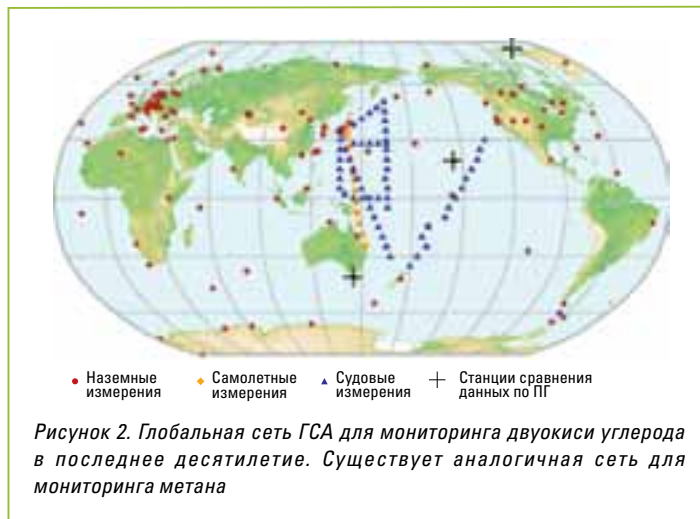 Наземные
измерения
Самолетные
измерения
Судовые
измерения
Станции сравнения
данных по ПГ
Рисунок 2. Глобальная сеть ГСА для мониторинга двуокиси углерода
в последнее десятилетие. Существует аналогичная сеть для
мониторинга метана